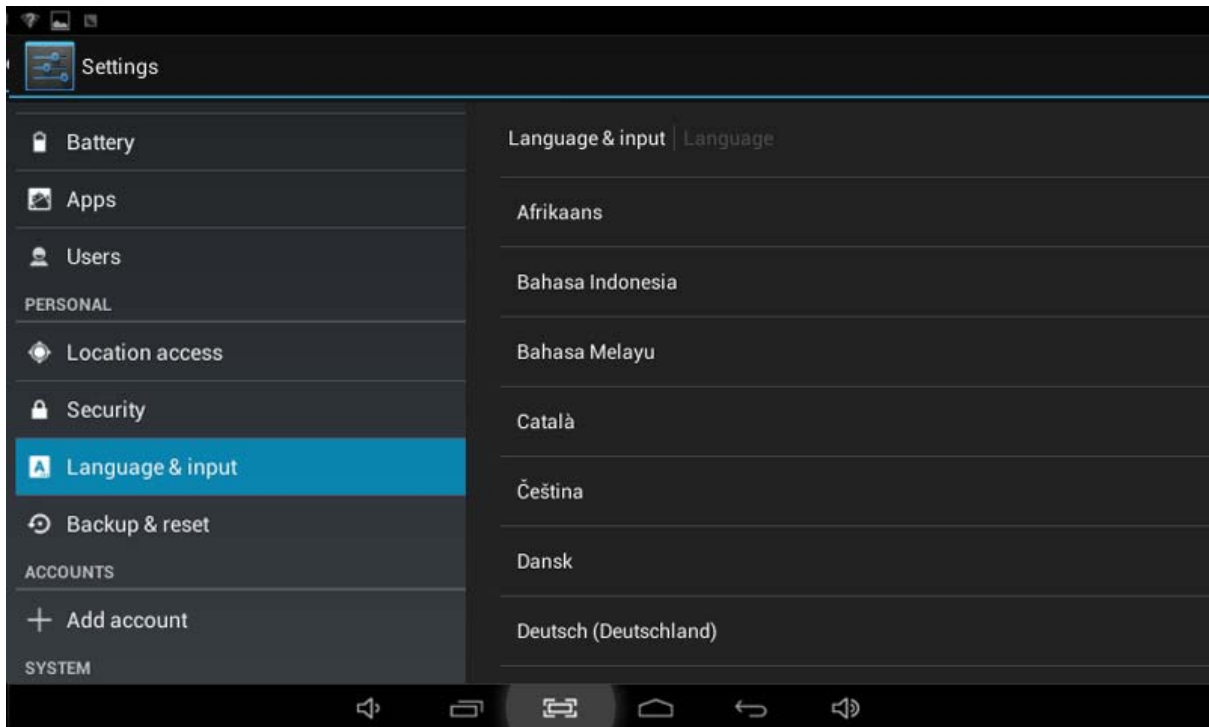 Settings
Battery
Apps
Users
PERSONAL
Location access
Security
Language & input
Backup & reset
ACCOUNTS
Add account
SYSTEM
Language & input | Language
Afrikaans
Bahasa Indonesia
Bahasa Melayu
Català
Čeština
Dansk
Deutsch (Deutschland)